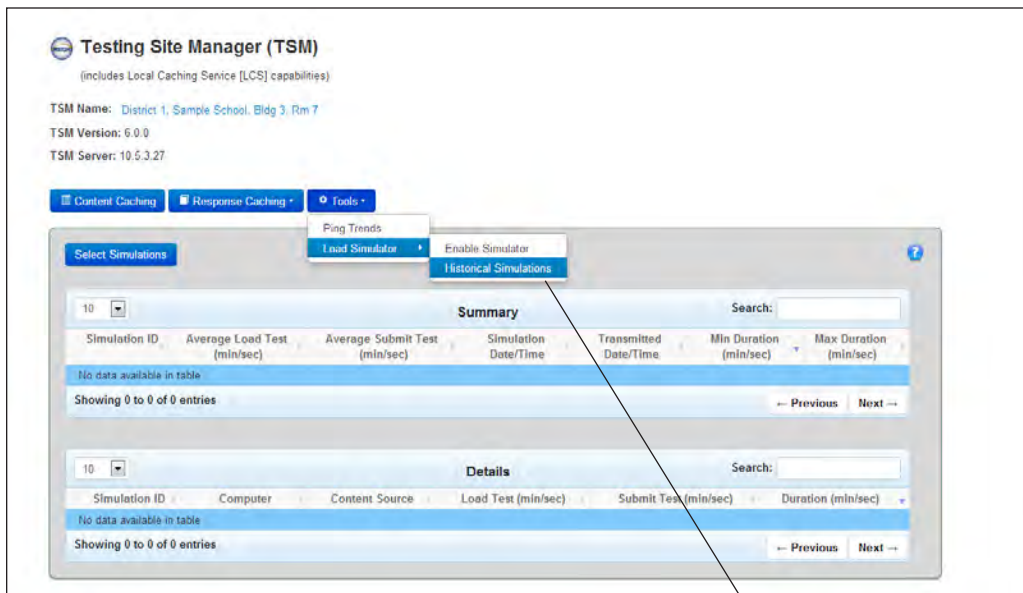 Testing Site Manager (TSM)
(includes Local Caching Service [LCS] capabilities)
TSM Name: District 1, Sample School, Bldg 3, Rm 7
TSM Version: 6.0.0
TSM Server: 10.5.3.27
Content Caching Response Caching Tools
Ping Trends
Load Simulator Enable Simulator
Historical Simulations
Select Simulations ?
10 Summary Search:
Simulation ID Average Load Test (min/sec) Average Submit Test (min/sec) Simulation Date/Time Transmitted Date/Time Min Duration (min/sec) Max Duration (min/sec)
No data available in table
Showing 0 to 0 of 0 entries ← Previous Next →
10 Details Search:
Simulation ID Computer Content Source Load Test (min/sec) Submit Test (min/sec) Duration (min/sec)
No data available in table
Showing 0 to 0 of 0 entries ← Previous Next →